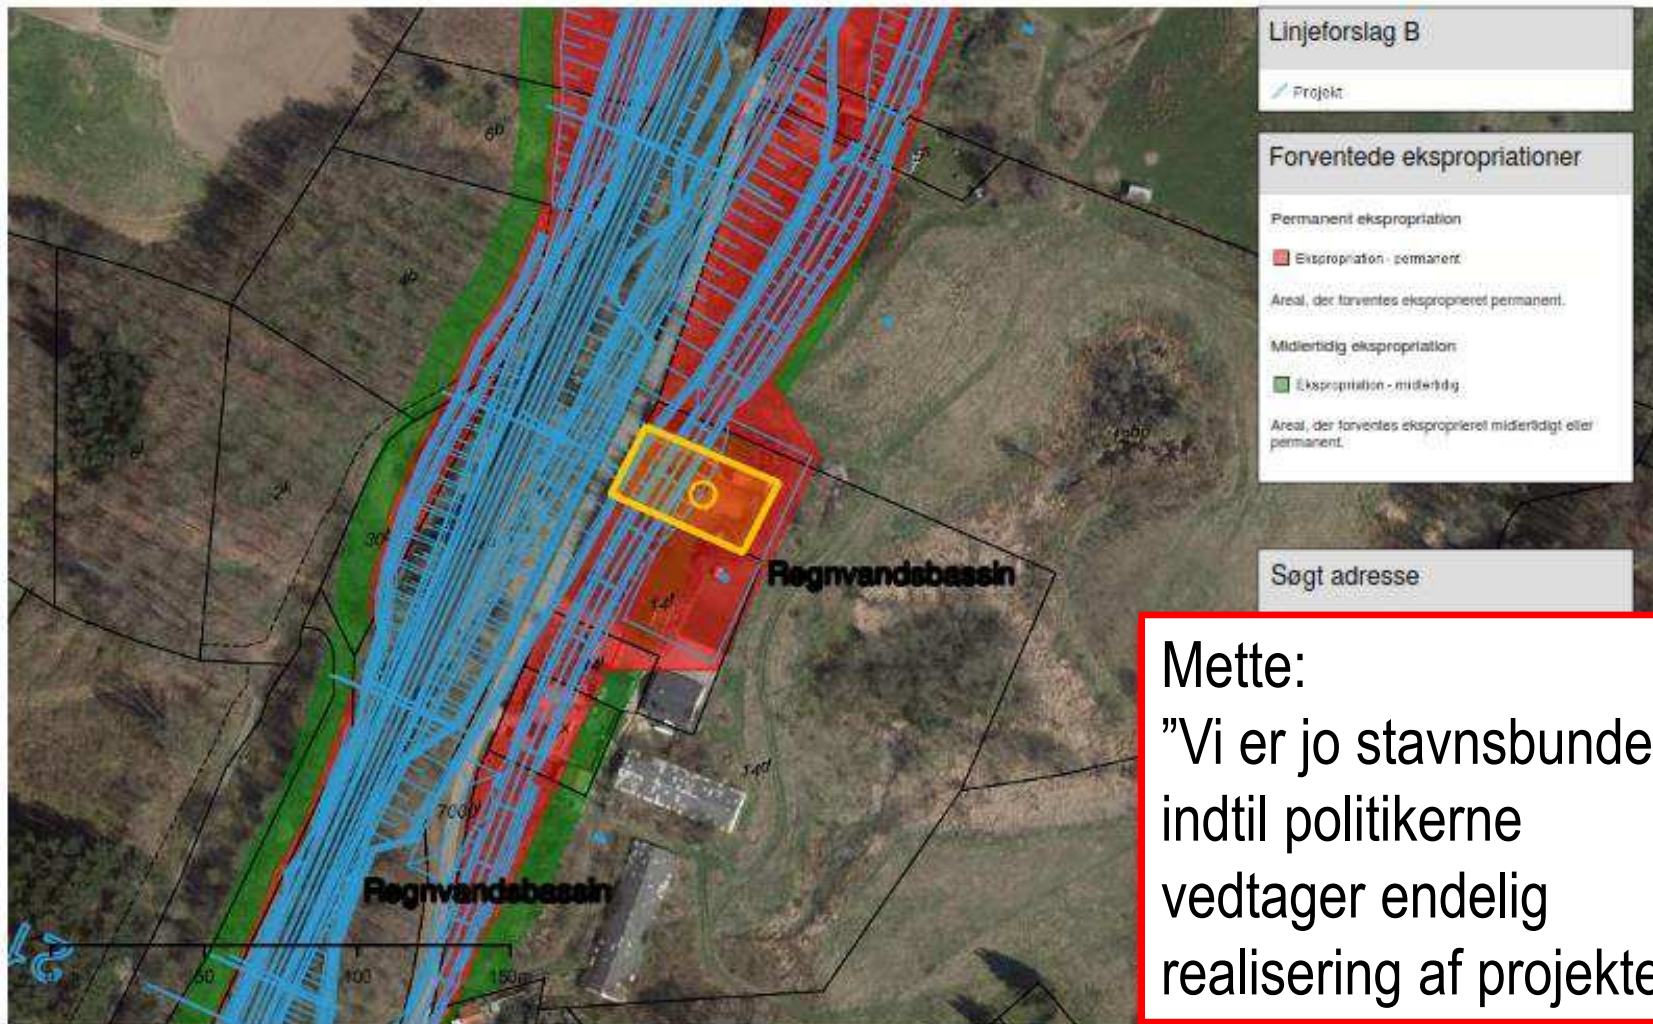 Linjeforslag B
Projekt
Forventede ekspropriationer
Permanent ekspropriation
Ekspropriation - permanent
Areal, der forventes eksproprieret permanent.
Midlertidig ekspropriation
Ekspropriation - midlertidig
Areal, der forventes eksproprieret midlertidigt eller
permanent.
Søgt adresse
Regnvandsbassin
Regnvandsbassin
7000
50
100
150m
Mette:
”Vi er jo stavnsbunde
indtil politikerne
vedtager endelig
realisering af projekte